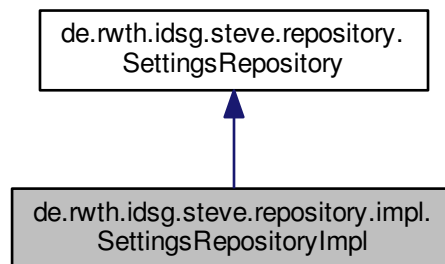 de.rwth.idsg.steve.repository.
SettingsRepository
de.rwth.idsg.steve.repository.impl.
SettingsRepositoryImpl